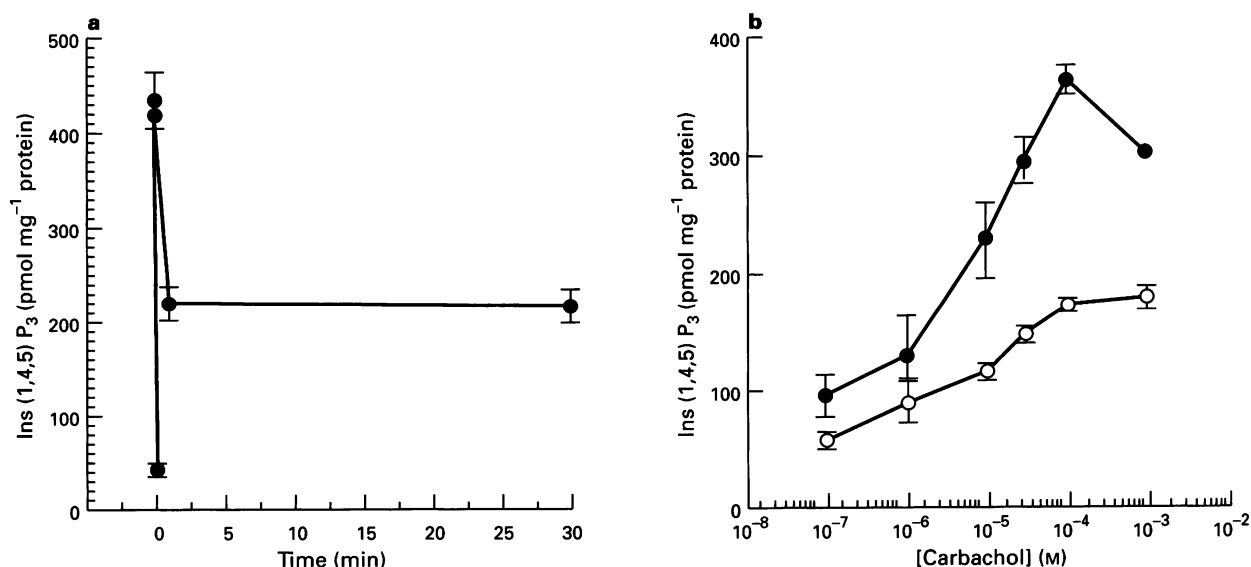 a
Ins (1,4,5) P3 (pmol mg−1 protein)
500
400
300
200
100
0
0 5 10 15 20 25 30
Time (min)
b
Ins (1,4,5) P3 (pmol mg−1 protein)
400
300
200
100
0
10−8 10−7 10−6 10−5 10−4 10−3 10−2
[Carbachol] (M)